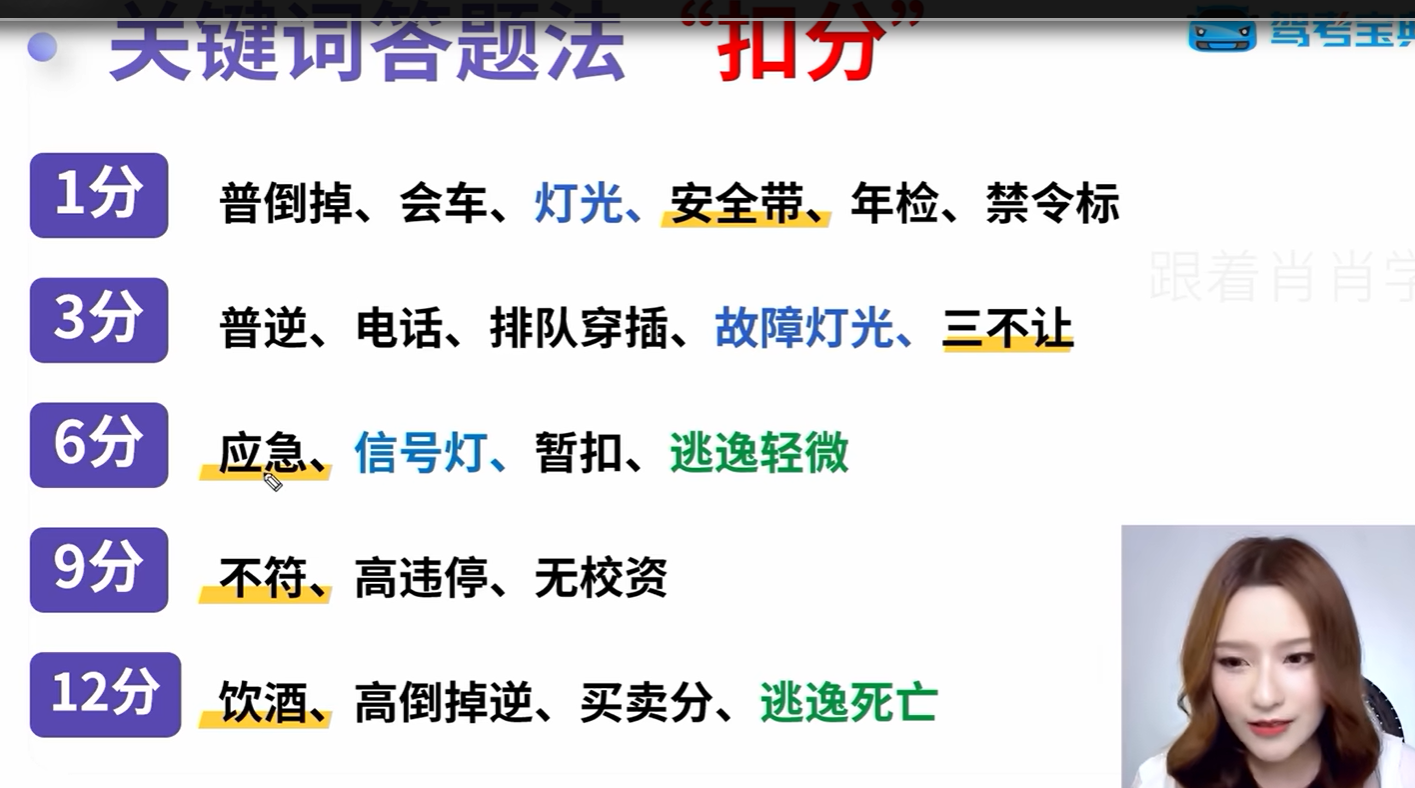 关键词答题法 “扣分”
驾考宝典
1分 普倒掉、会车、灯光、安全带、年检、禁令标
跟着肖肖学
3分 普逆、电话、排队穿插、故障灯光、三不让
6分 应急、信号灯、暂扣、逃逸轻微
9分 不符、高违停、无校资
12分 饮酒、高倒掉逆、买卖分、逃逸死亡